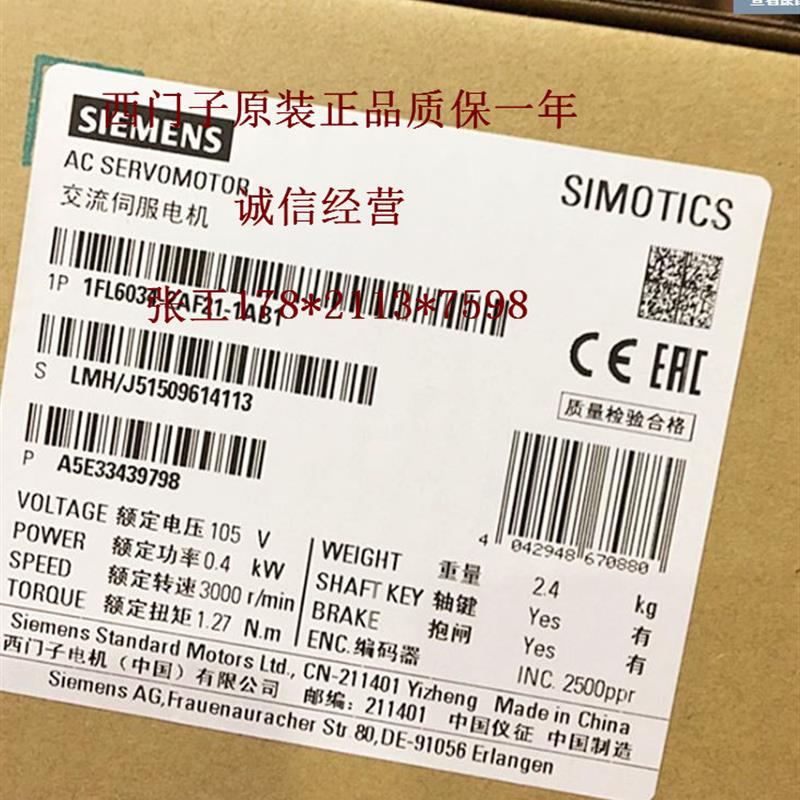 西门子原装正品质保一年
SIEMENS
AC SERVOMOTOR
交流伺服电机
诚信经营
SIMOTICS
1P 1FL6034-2AF21-1AB1
张工178*2113*7598
S LMH/J51509614113
CE EAC
质量检验合格
P A5E33439798
4 042948 670880
VOLTAGE 额定电压 105 V
POWER 额定功率 0.4 kW
SPEED 额定转速 3000 r/min
TORQUE 额定扭矩 1.27 N.m
WEIGHT 重量 2.4 kg
SHAFT KEY 轴键 Yes 有
BRAKE 抱闸 Yes 有
ENC.编码器 INC. 2500ppr
Siemens Standard Motors Ltd., CN-211401 Yizheng Made in China
西门子电机（中国）有限公司 邮编: 211401 中国仪征 中国制造
Siemens AG,Frauenauracher Str 80,DE-91056 Erlangen